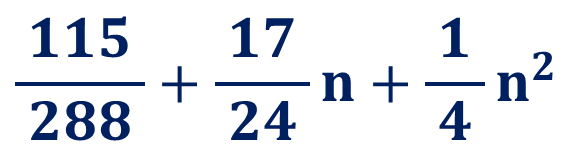 115/288 + 17/24 n + 1/4 n²